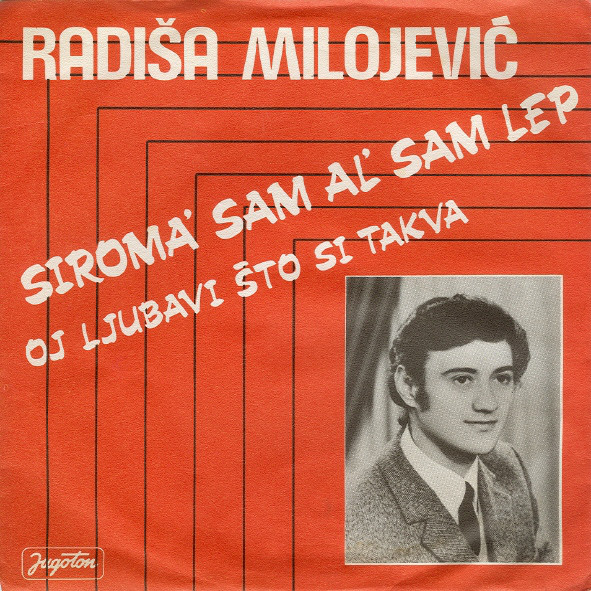 RADIŠA MILOJEVIĆ
SIROMA' SAM AL' SAM LEP
OJ LJUBAVI ŠTO SI TAKVA
Jugoton